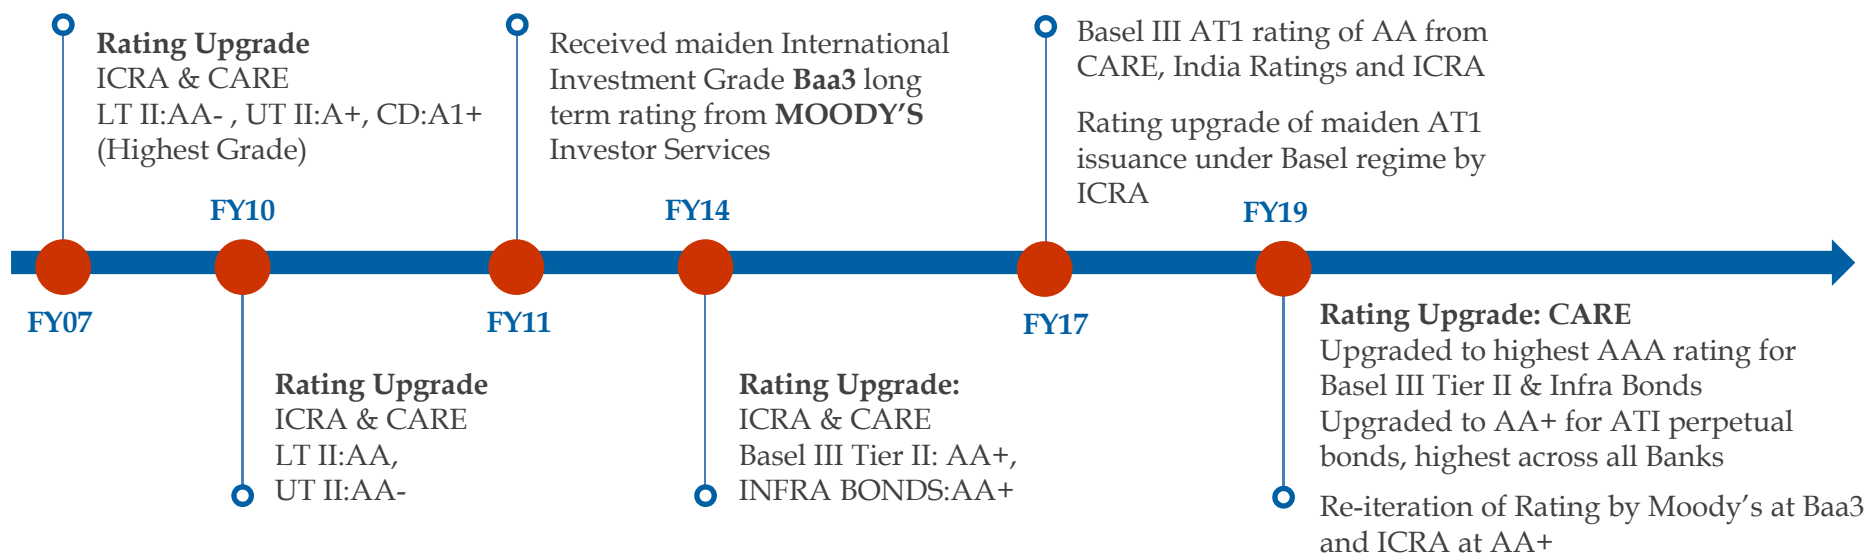 Rating Upgrade
ICRA & CARE
LT II:AA- , UT II:A+, CD:A1+
(Highest Grade)
FY07
FY10
Rating Upgrade
ICRA & CARE
LT II:AA,
UT II:AA-
Received maiden International
Investment Grade Baa3 long
term rating from MOODY’S
Investor Services
FY11
FY14
Rating Upgrade:
ICRA & CARE
Basel III Tier II: AA+,
INFRA BONDS:AA+
Basel III AT1 rating of AA from
CARE, India Ratings and ICRA
Rating upgrade of maiden AT1
issuance under Basel regime by
ICRA
FY17
FY19
Rating Upgrade: CARE
Upgraded to highest AAA rating for
Basel III Tier II & Infra Bonds
Upgraded to AA+ for ATI perpetual
bonds, highest across all Banks
Re-iteration of Rating by Moody’s at Baa3
and ICRA at AA+